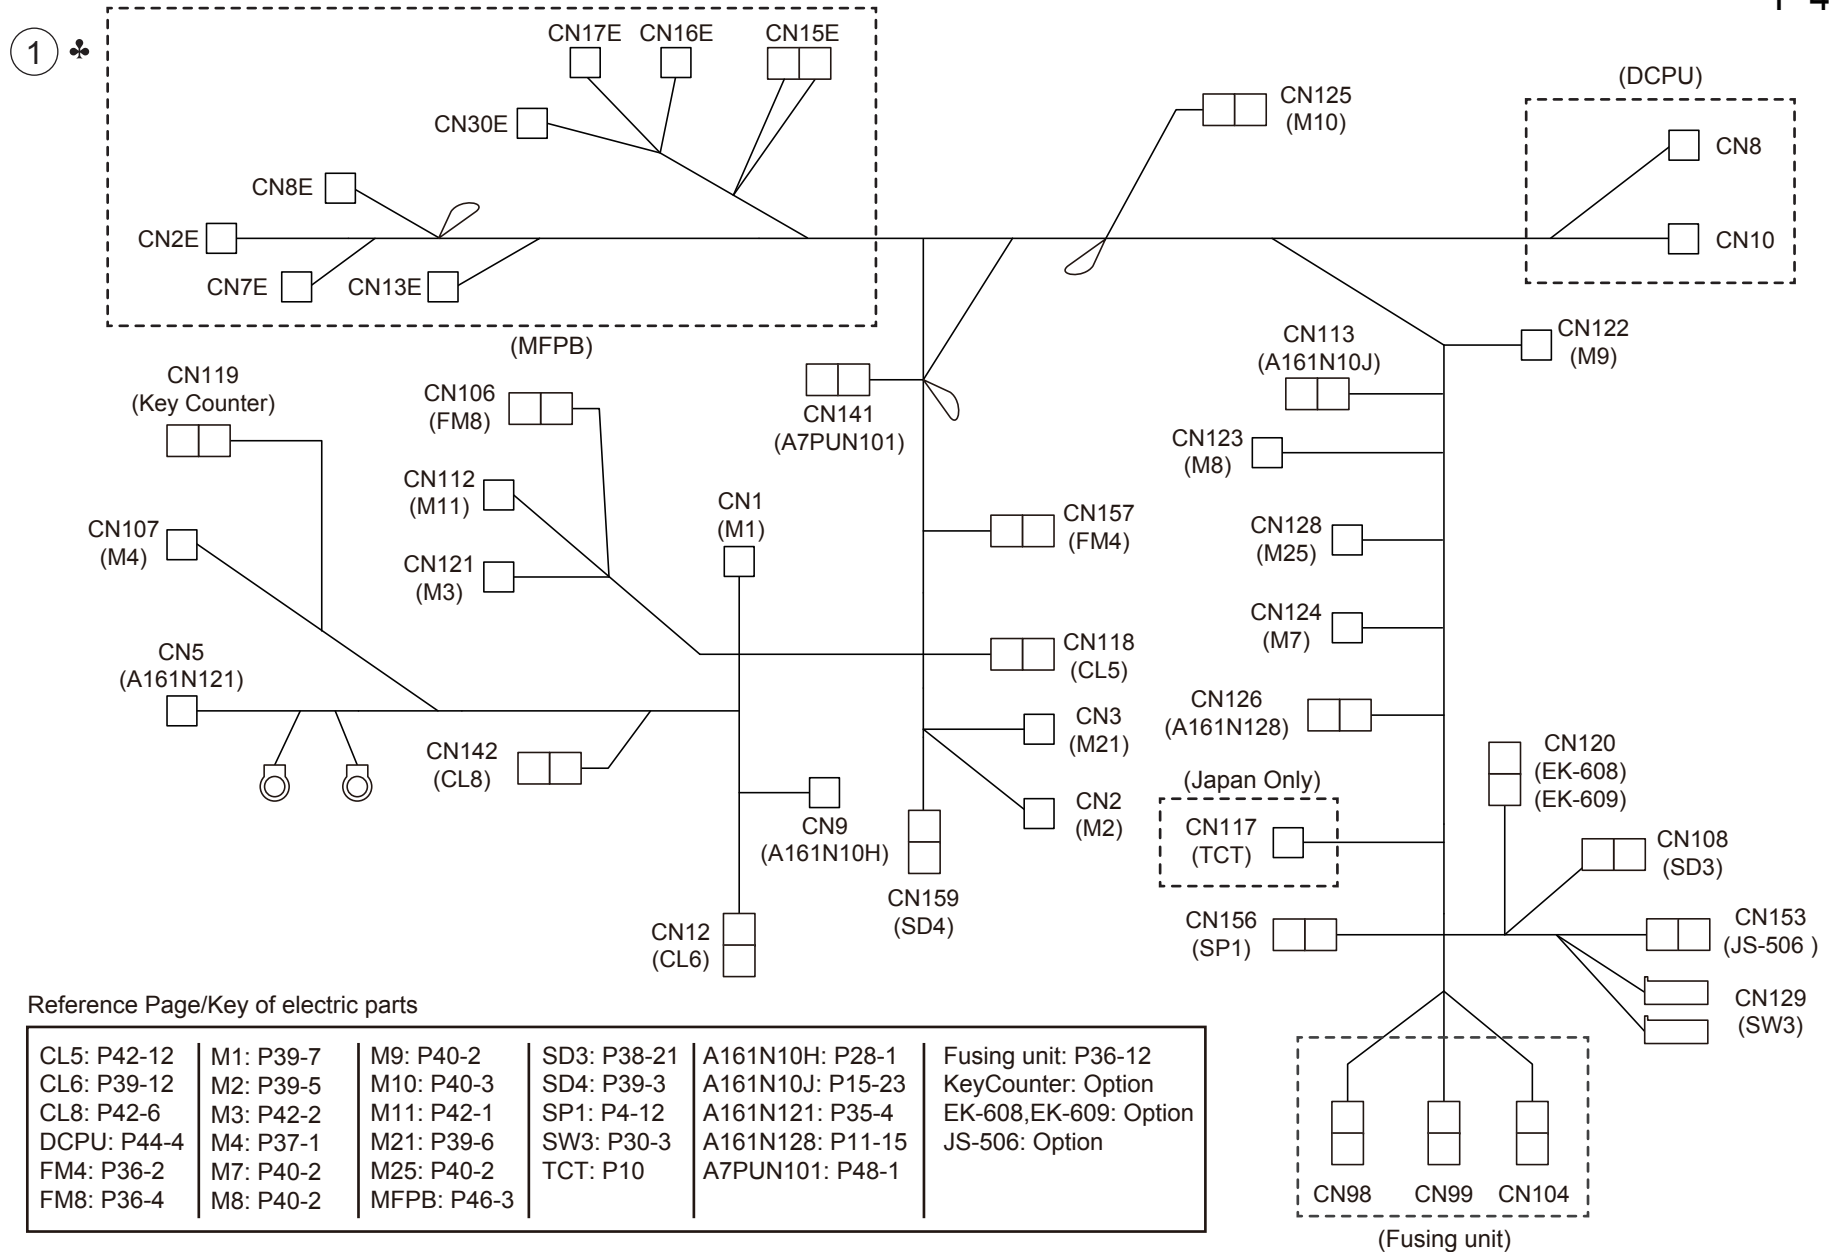 1 ♣
CN17E CN16E CN15E
CN30E
CN8E
CN2E
CN7E CN13E
(MFPB)
CN125
(M10)
(DCPU)
CN8
CN10
CN122
(M9)
CN113
(A161N10J)
CN119
(Key Counter)
CN106
(FM8)
CN141
(A7PUN101)
CN123
(M8)
CN112
(M11)
CN1
(M1)
CN157
(FM4)
CN128
(M25)
CN107
(M4)
CN121
(M3)
CN124
(M7)
CN118
(CL5)
CN5
(A161N121)
CN126
(A161N128)
CN3
(M21)
CN142
(CL8)
CN120
(EK-608)
(EK-609)
(Japan Only)
CN117
(TCT)
CN9
(A161N10H)
CN2
(M2)
CN108
(SD3)
CN159
(SD4)
CN12
(CL6)
CN156
(SP1)
CN153
(JS-506 )
CN129
(SW3)
CN98 CN99 CN104
(Fusing unit)
Reference Page/Key of electric parts
CL5: P42-12
CL6: P39-12
CL8: P42-6
DCPU: P44-4
FM4: P36-2
FM8: P36-4
M1: P39-7
M2: P39-5
M3: P42-2
M4: P37-1
M7: P40-2
M8: P40-2
M9: P40-2
M10: P40-3
M11: P42-1
M21: P39-6
M25: P40-2
MFPB: P46-3
SD3: P38-21
SD4: P39-3
SP1: P4-12
SW3: P30-3
TCT: P10
A161N10H: P28-1
A161N10J: P15-23
A161N121: P35-4
A161N128: P11-15
A7PUN101: P48-1
Fusing unit: P36-12
KeyCounter: Option
EK-608,EK-609: Option
JS-506: Option